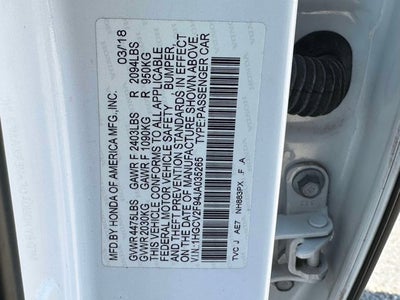 MFD.BY HONDA OF AMERICA MFG.,INC. 03/18
GVWR 4475LBS GAWR F 2403LBS R 2094LBS
GVWR 2030KG GAWR F 1090KG R 950KG
THIS VEHICLE CONFORMS TO ALL APPLICABLE
FEDERAL MOTOR VEHICLE SAFETY, BUMPER,
AND THEFT PREVENTION STANDARDS IN EFFECT
ON THE DATE OF MANUFACTURE SHOWN ABOVE.
V.I.N.:1HGCV2F94JA035265 TYPE:PASSENGER CAR
TVC J AE7 NH883PX F A